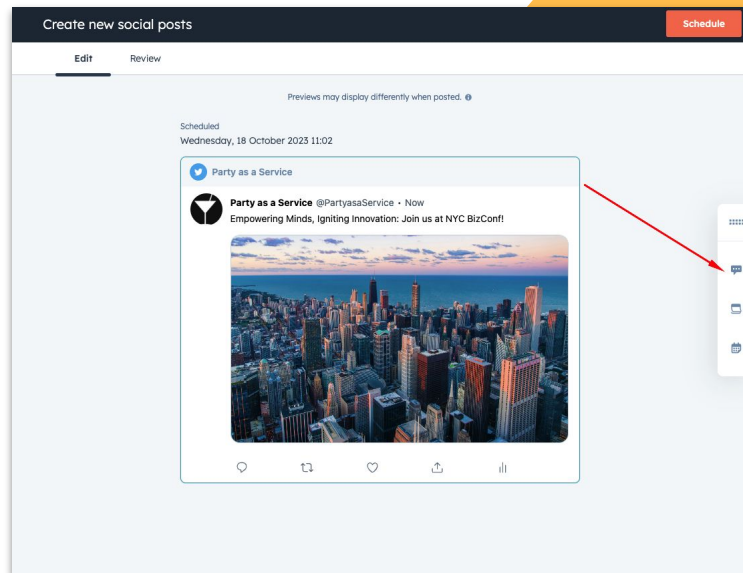 Create new social posts
Schedule
Edit
Review
Previews may display differently when posted.
Scheduled
Wednesday, 18 October 2023 11:02
Party as a Service
Party as a Service @PartyasaService • Now
Empowering Minds, Igniting Innovation: Join us at NYC BizConf!